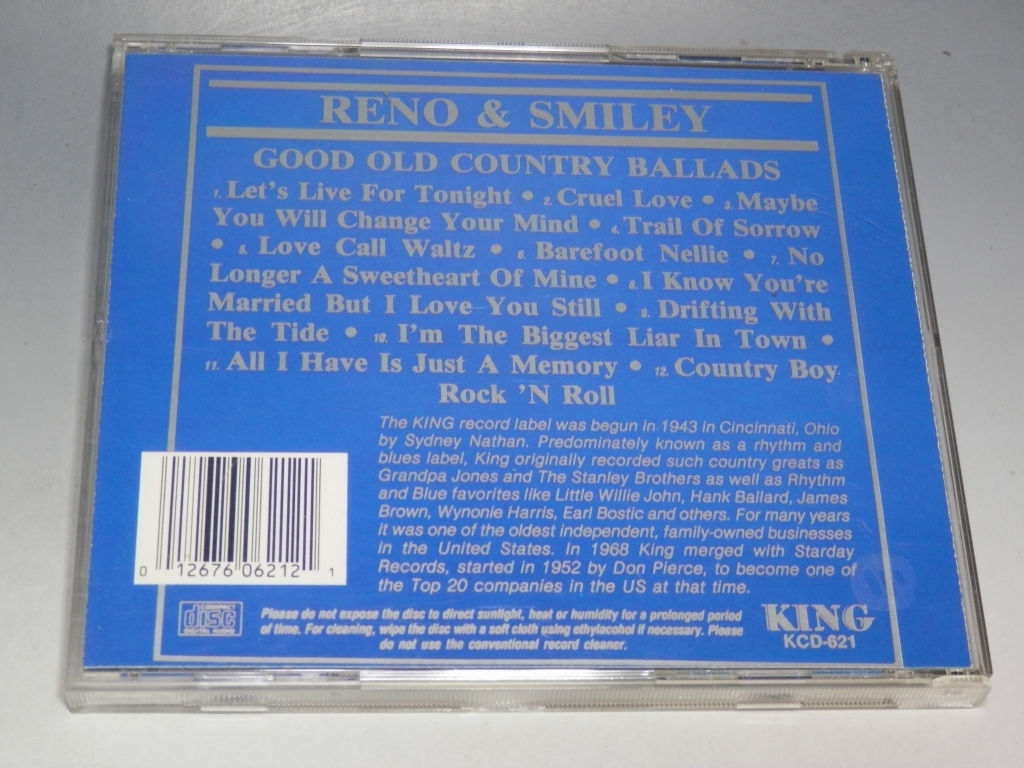 RENO & SMILEY
GOOD OLD COUNTRY BALLADS
1. Let's Live For Tonight • 2. Cruel Love • 3. Maybe
You Will Change Your Mind • 4. Trail Of Sorrow
• 5. Love Call Waltz • 6. Barefoot Nellie • 7. No
Longer A Sweetheart Of Mine • 8. I Know You're
Married But I Love You Still • 9. Drifting With
The Tide • 10. I'm The Biggest Liar In Town •
11. All I Have Is Just A Memory • 12. Country Boy
Rock 'N Roll
The KING record label was begun in 1943 in Cincinnati, Ohio
by Sydney Nathan. Predominately known as a rhythm and
blues label, King originally recorded such country greats as
Grandpa Jones and The Stanley Brothers as well as Rhythm
and Blue favorites like Little Willie John, Hank Ballard, James
Brown, Wynonie Harris, Earl Bostic and others. For many years
it was one of the oldest independent, family-owned businesses
in the United States. In 1968 King merged with Starday
Records, started in 1952 by Don Pierce, to become one of
the Top 20 companies in the US at that time.
0 12676 06212 1
COMPACT
disc
DIGITAL AUDIO
Please do not expose the disc to direct sunlight, heat or humidity for a prolonged period
of time. For cleaning, wipe the disc with a soft cloth using ethylacohol if necessary. Please
do not use the conventional record cleaner.
KING
KCD-621